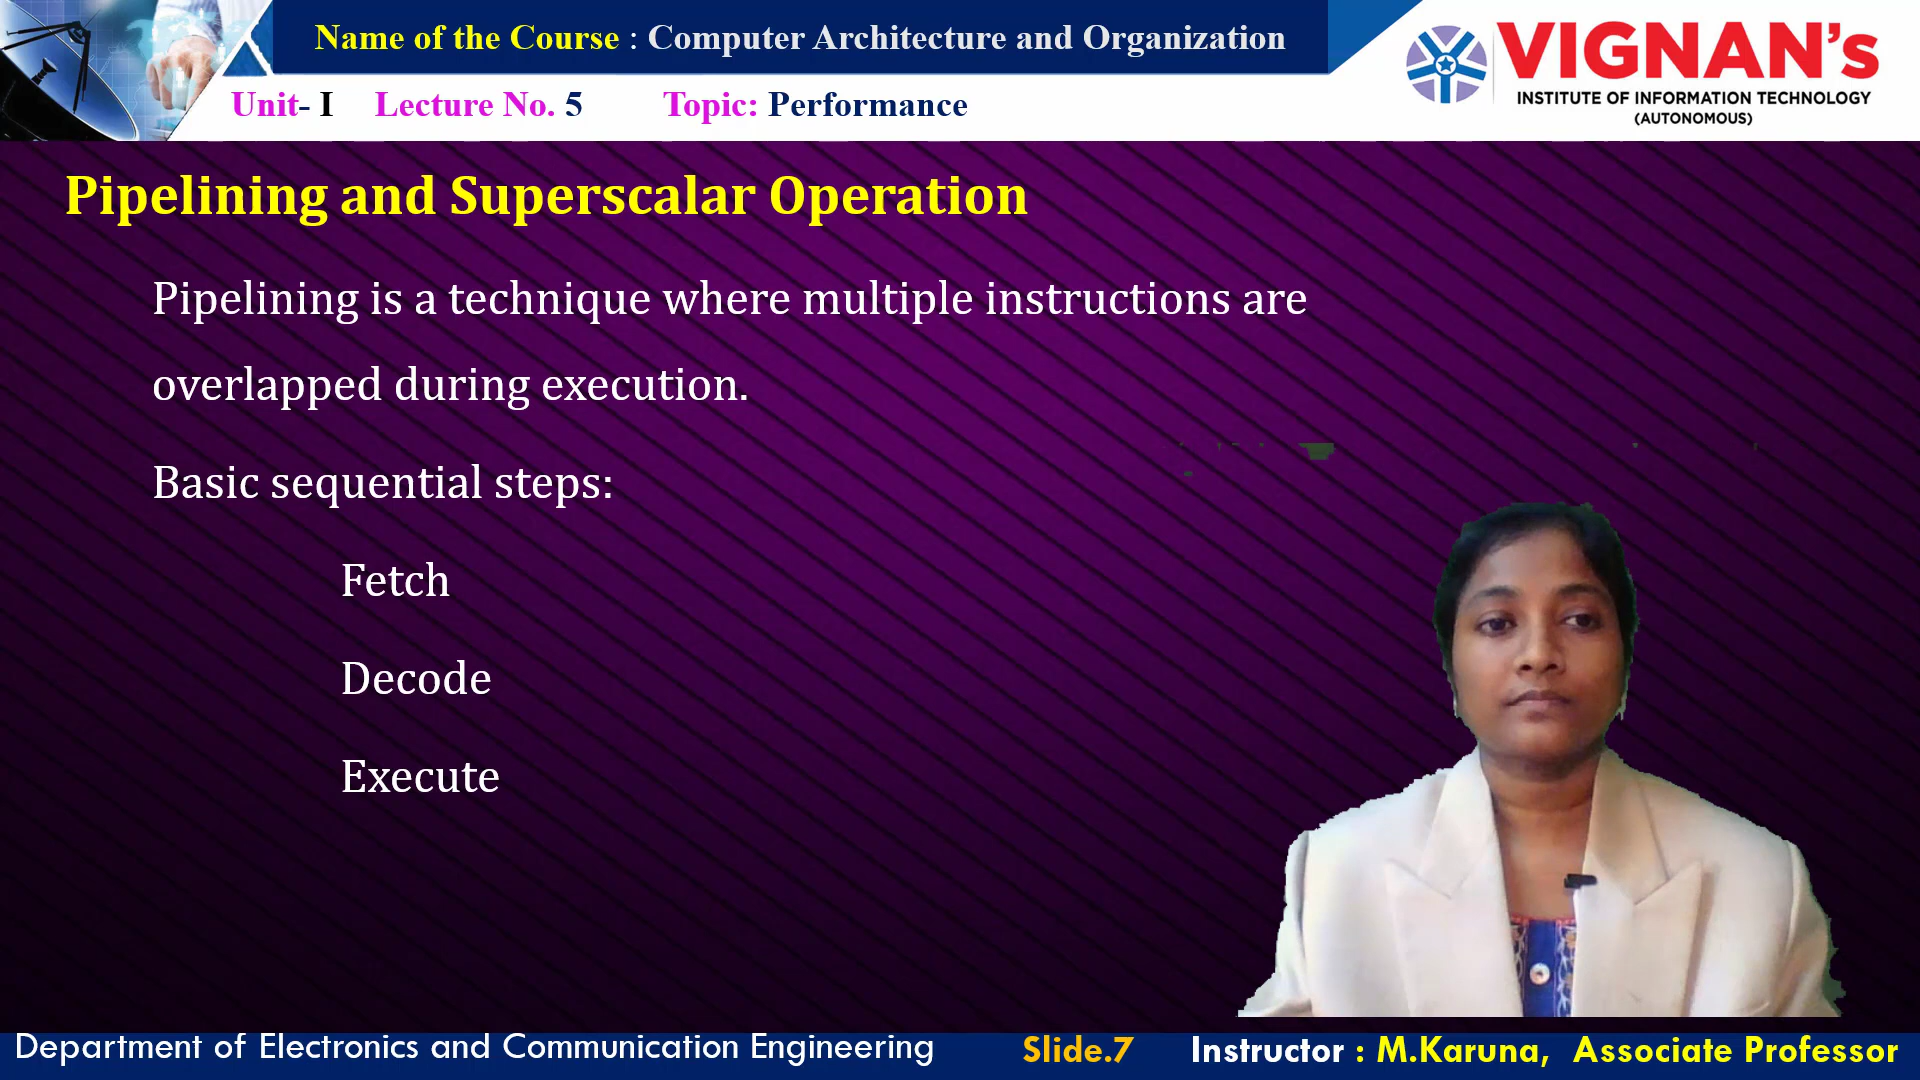 Name of the Course : Computer Architecture and Organization
Unit- I Lecture No. 5 Topic: Performance
VIGNAN's
INSTITUTE OF INFORMATION TECHNOLOGY
(AUTONOMOUS)
Pipelining and Superscalar Operation
Pipelining is a technique where multiple instructions are
overlapped during execution.
Basic sequential steps:
Fetch
Decode
Execute
Department of Electronics and Communication Engineering Slide.7 Instructor : M.Karuna, Associate Professor